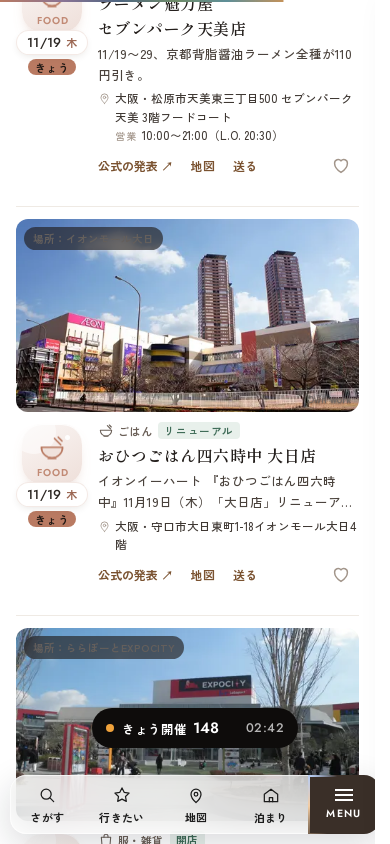 ラーメン魁力屋
セブンパーク天美店
FOOD
11/19 木
きょう
11/19〜29、京都背脂醤油ラーメン全種が110
円引き。
大阪・松原市天美東三丁目500 セブンパーク
天美 3階フードコート
営業 10:00〜21:00（L.O. 20:30）
公式の発表 ↗ 地図 送る
場所：イオンモール大日
AEON
ごはん リニューアル
おひつごはん四六時中 大日店
FOOD
11/19 木
きょう
イオンイーハート 『おひつごはん四六時
中』11月19日（木）「大日店」リニューア…
大阪・守口市大日東町1-18イオンモール大日4
階
公式の発表 ↗ 地図 送る
場所：ららぽーとEXPOCITY
EXPOCITY
きょう開催 148 02:42
さがす 行きたい 地図 泊まり MENU
服・雑貨 開店